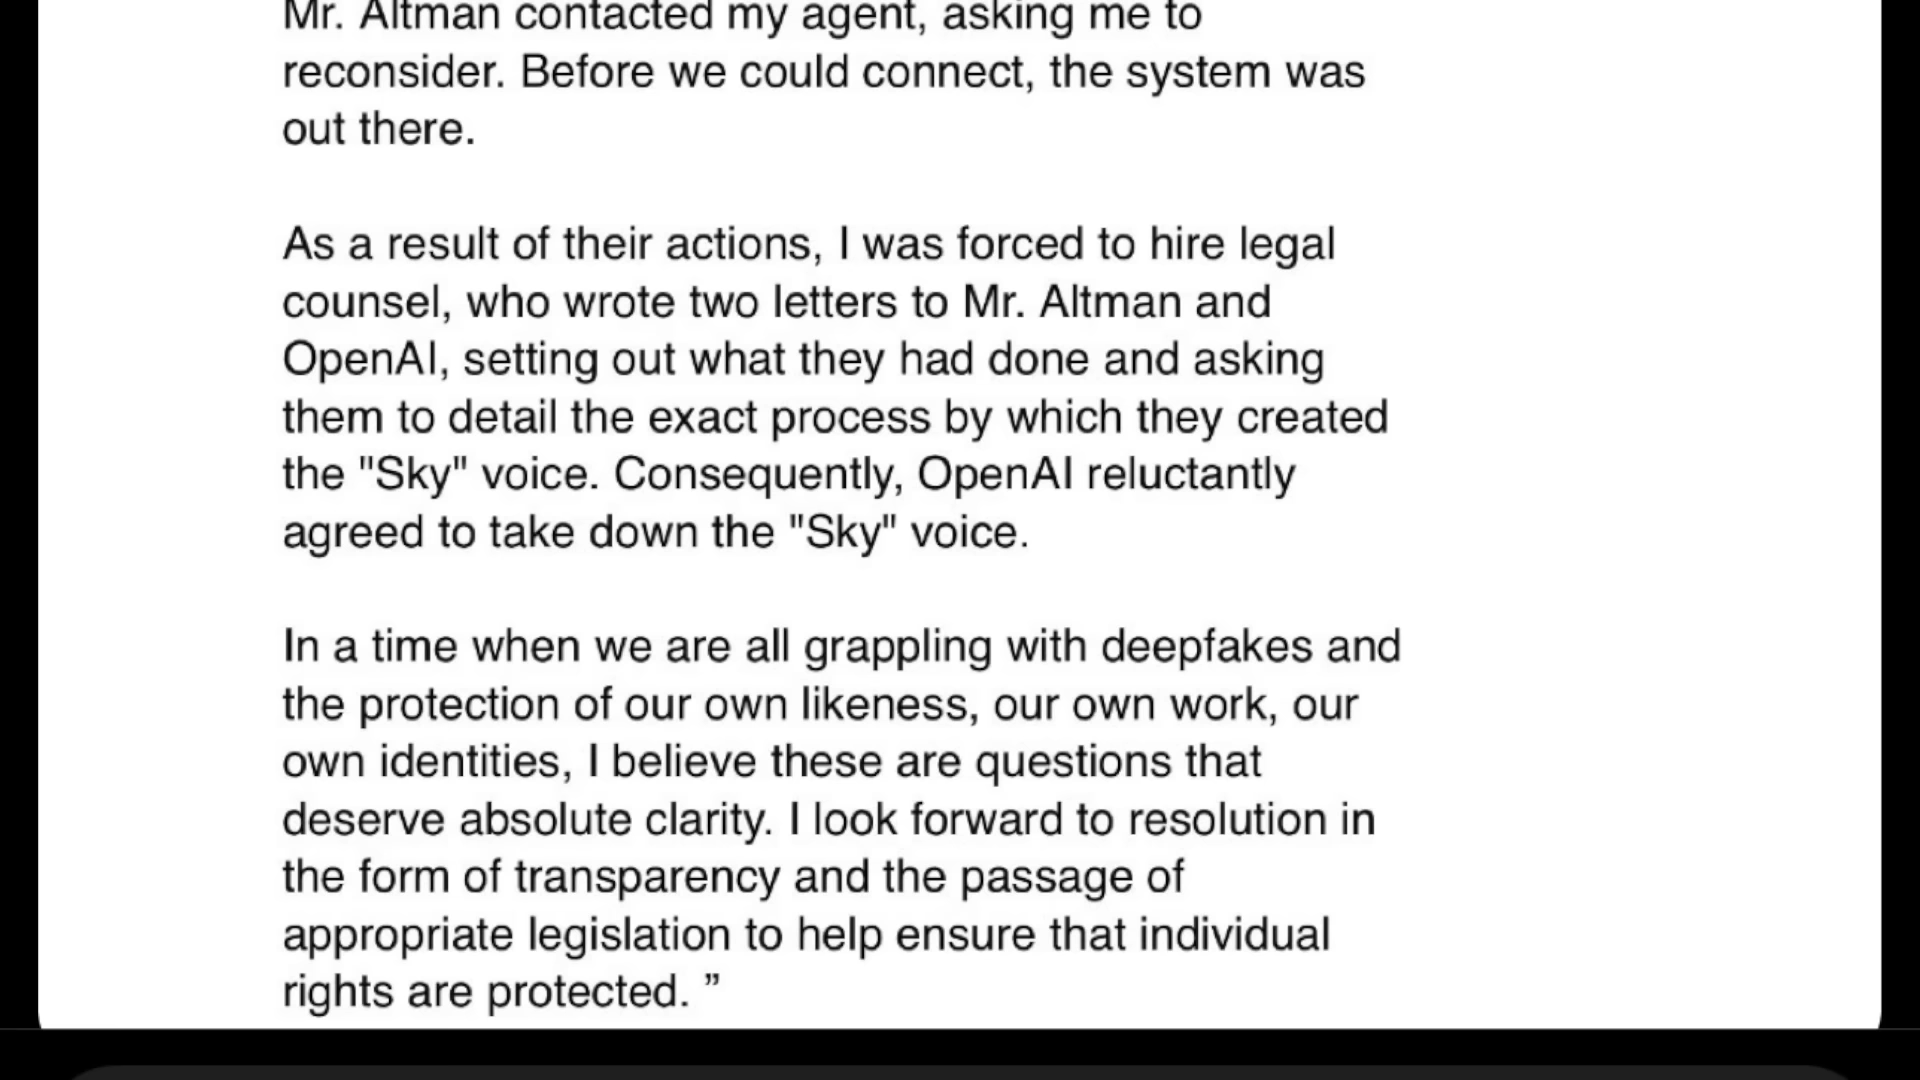 Mr. Altman contacted my agent, asking me to
reconsider. Before we could connect, the system was
out there.
As a result of their actions, I was forced to hire legal
counsel, who wrote two letters to Mr. Altman and
OpenAI, setting out what they had done and asking
them to detail the exact process by which they created
the "Sky" voice. Consequently, OpenAI reluctantly
agreed to take down the "Sky" voice.
In a time when we are all grappling with deepfakes and
the protection of our own likeness, our own work, our
own identities, I believe these are questions that
deserve absolute clarity. I look forward to resolution in
the form of transparency and the passage of
appropriate legislation to help ensure that individual
rights are protected. ”